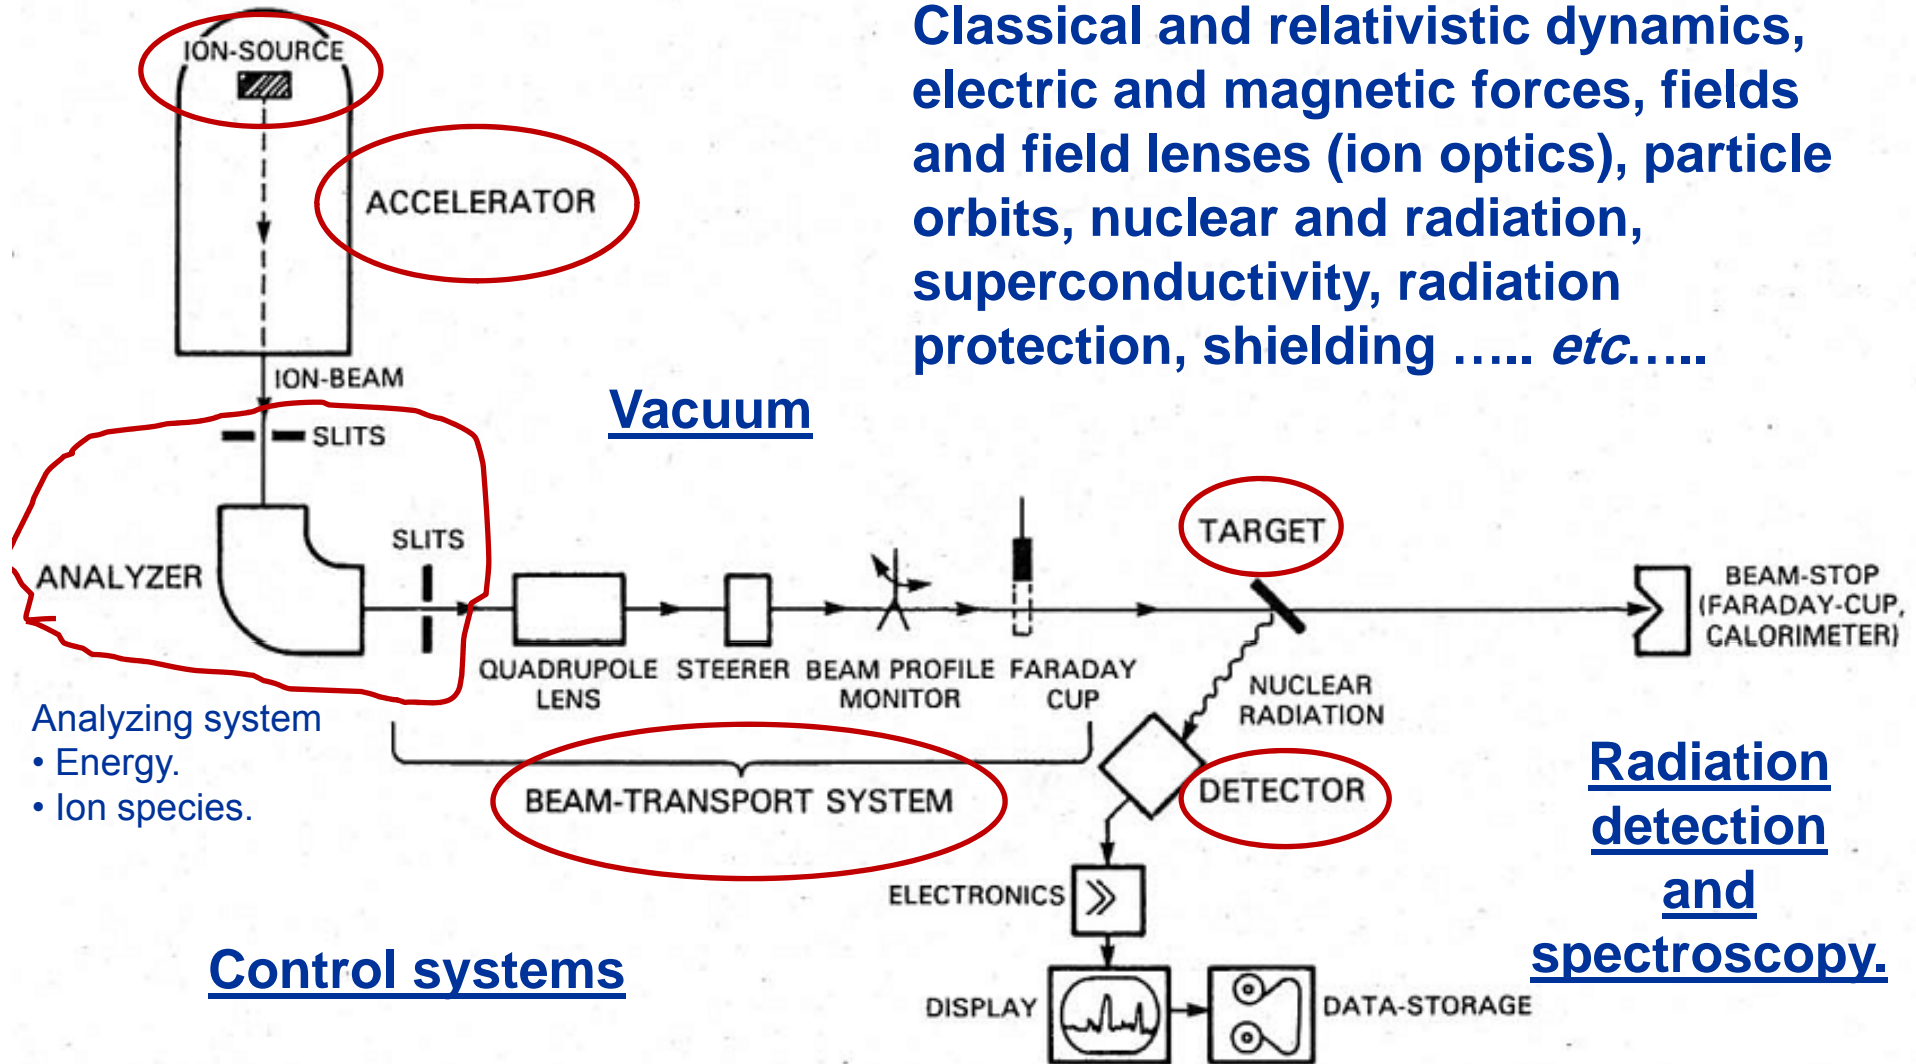 ION-SOURCE
Classical and relativistic dynamics,
electric and magnetic forces, fields
and field lenses (ion optics), particle
orbits, nuclear and radiation,
superconductivity, radiation
protection, shielding ….. etc…..
ACCELERATOR
ION-BEAM
Vacuum
SLITS
ANALYZER
SLITS
TARGET
BEAM-STOP
(FARADAY-CUP,
CALORIMETER)
QUADRUPOLE
LENS
STEERER
BEAM PROFILE
MONITOR
FARADAY
CUP
NUCLEAR
RADIATION
Analyzing system
• Energy.
• Ion species.
BEAM-TRANSPORT SYSTEM
DETECTOR
Radiation
detection
and
spectroscopy.
ELECTRONICS
Control systems
DISPLAY
DATA-STORAGE